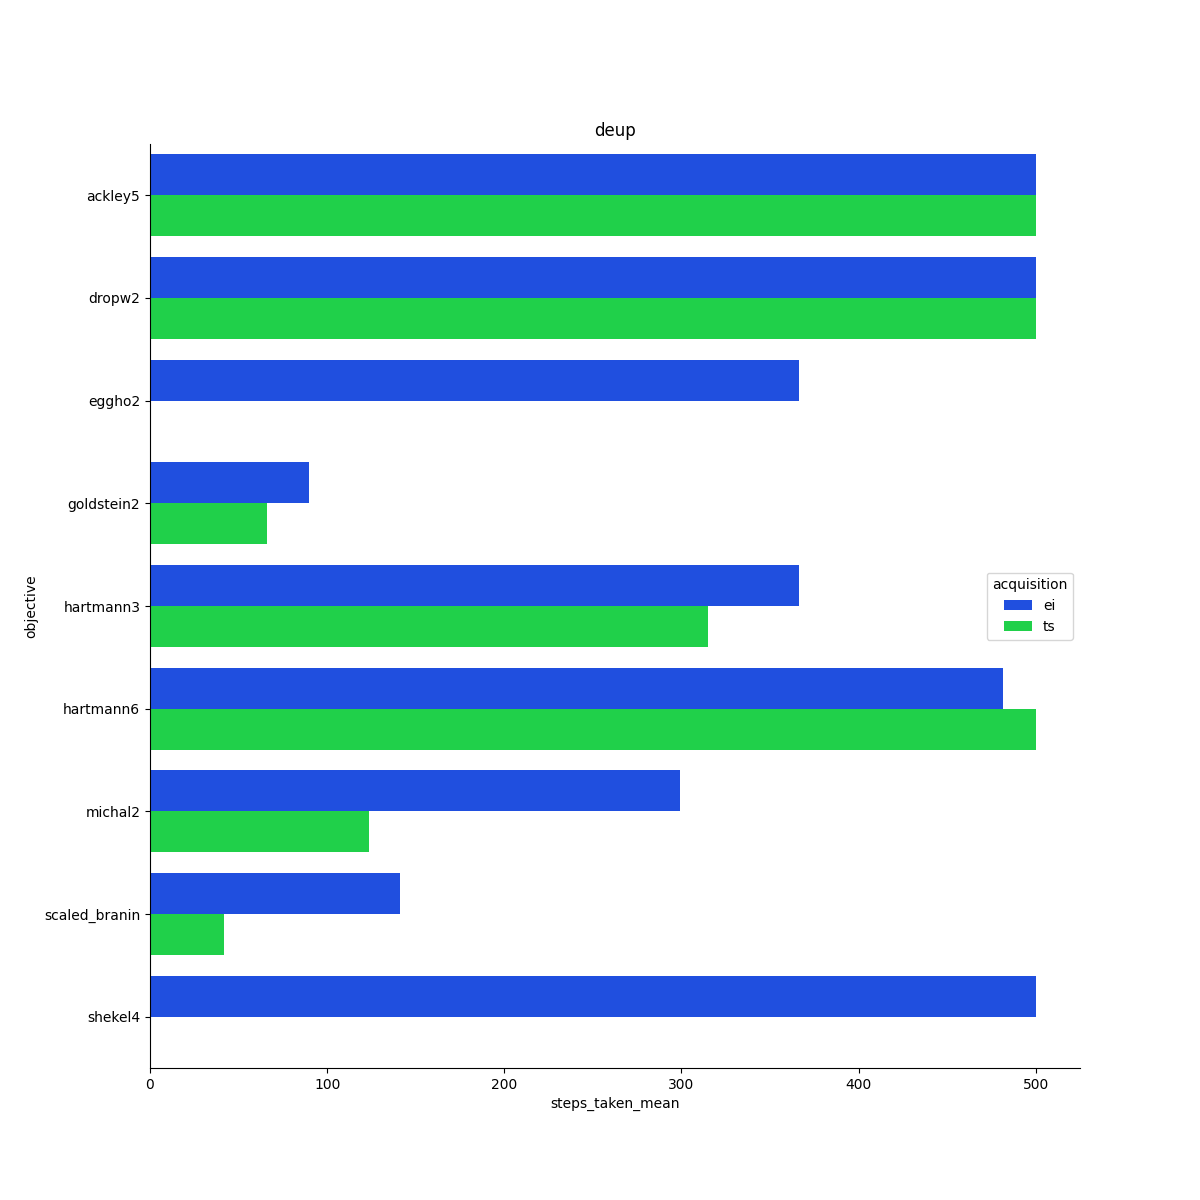 deup
ackley5
dropw2
eggho2
goldstein2
hartmann3
hartmann6
michal2
scaled_branin
shekel4
objective
acquisition
ei
ts
0 100 200 300 400 500
steps_taken_mean